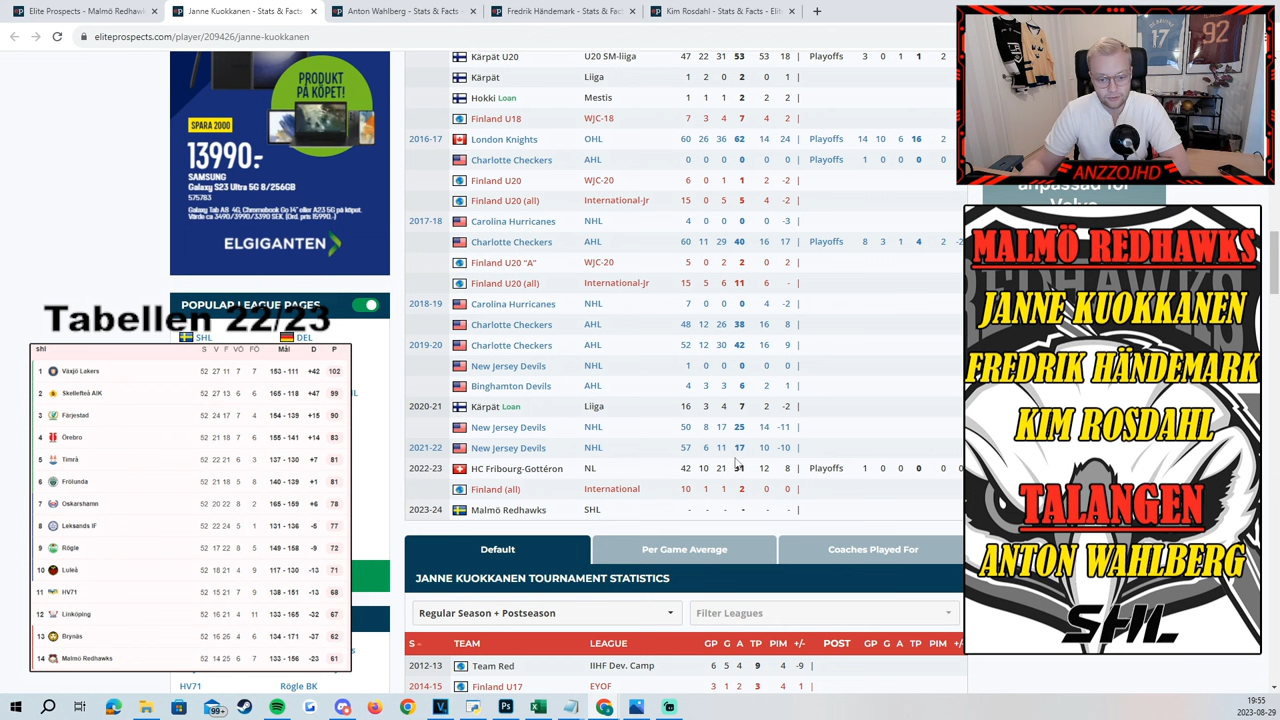 Elite Prospects - Malmö Redhawk
Janne Kuokkanen - Stats & Facts
Anton Wahlberg - Stats & Facts -
Fredrik Händemark - Stats & Fact
Kim Rosdahl - Stats & Facts - Elit
eliteprospects.com/player/209426/janne-kuokkanen
PRODUKT
PÅ KÖPET!
SPARA 2000
13990:-
SAMSUNG
Galaxy S23 Ultra 5G 8/256GB
575783
ELGIGANTEN
POPULAR LEAGUE PAGES
SHL DEL
Tabellen 22/23
shl S V F VÖ FÖ Mål D P
1 Växjö Lakers 52 27 11 7 7 153 - 111 +42 102
2 Skellefteå AIK 52 27 13 6 6 165 - 118 +47 99
3 Färjestad 52 24 17 7 4 154 - 139 +15 90
4 Örebro 52 21 18 7 6 155 - 141 +14 83
5 Timrå 52 22 21 6 3 137 - 130 +7 81
6 Frölunda 52 21 18 5 8 140 - 139 +1 81
7 Oskarshamn 52 23 24 3 2 165 - 159 +6 78
8 Leksands IF 52 22 24 5 1 131 - 136 -5 77
9 Rögle 52 17 22 8 5 149 - 158 -9 72
10 Luleå 52 18 21 4 9 117 - 130 -13 71
11 HV71 52 15 21 7 9 138 - 151 -13 68
12 Linköping 52 16 21 4 11 133 - 165 -32 67
13 Brynäs 52 16 26 4 6 134 - 171 -37 62
14 Malmö Redhawks 52 14 25 6 7 133 - 156 -23 61
HV71 Rögle BK
Kärpät U20 U20 SM-liiga 47 22 31 53 53 18 | Playoffs 3 0 1 1 2
Kärpät Liiga 2 0 2 1
Hokki Loan Mestis 1 1 1 2 2 2 |
Finland U18 WJC-18 7 3 4 7 4 2 |
2016-17 London Knights OHL 60 26 36 62 14 24 | Playoffs 14 10 6 16
Charlotte Checkers AHL 0 0 0 0 0 0 | Playoffs 1 0 0 0 0
Finland U20 WJC-20 1 -2 |
Finland U20 (all) International-Jr 15 0 5 5 -2 |
2017-18 Carolina Hurricanes NHL 4 0 0 0 0 -3 |
Charlotte Checkers AHL 60 11 29 40 16 17 | Playoffs 8 3 1 4 2 -2
Finland U20 "A" WJC-20 5 0 2 2 2 0 |
Finland U20 (all) International-Jr 15 5 6 11 6 - |
2018-19 Carolina Hurricanes NHL 7 0 0 0 4 -2 |
Charlotte Checkers AHL 48 12 26 38 16 8 |
2019-20 Charlotte Checkers AHL 52 12 30 42 16 9 |
New Jersey Devils NHL 1 0 0 0 0 0 |
Binghamton Devils AHL 4 3 3 6 2 1 |
2020-21 Kärpät Loan Liiga 16 3 4 7 2 -2 |
New Jersey Devils NHL 50 8 17 25 14 -11 |
2021-22 New Jersey Devils NHL 57 6 11 17 10 -10 |
2022-23 HC Fribourg-Gottéron NL 42 10 21 31 12 8 | Playoffs 1 0 0 0 0 0
Finland (all) International 10 1 1 2 0 0 |
2023-24 Malmö Redhawks SHL - - - - - - |
Default Per Game Average Coaches Played For
JANNE KUOKKANEN TOURNAMENT STATISTICS
Regular Season + Postseason Filter Leagues
S TEAM LEAGUE GP G A TP PIM +/- POST GP G A TP PIM +/-
2012-13 Team Red IIHF Dev. Camp 6 5 4 9 4 -9 |
2014-15 Finland U17 EYOF 3 1 2 3 4 1 |
17
92
ANZZOJHD
anpassad för
Volvo
MALMÖ REDHAWKS
JANNE KUOKKANEN
FREDRIK HÄNDEMARK
KIM ROSDAHL
TALANGEN
ANTON WAHLBERG
SHL
99+
19:55
2023-08-29